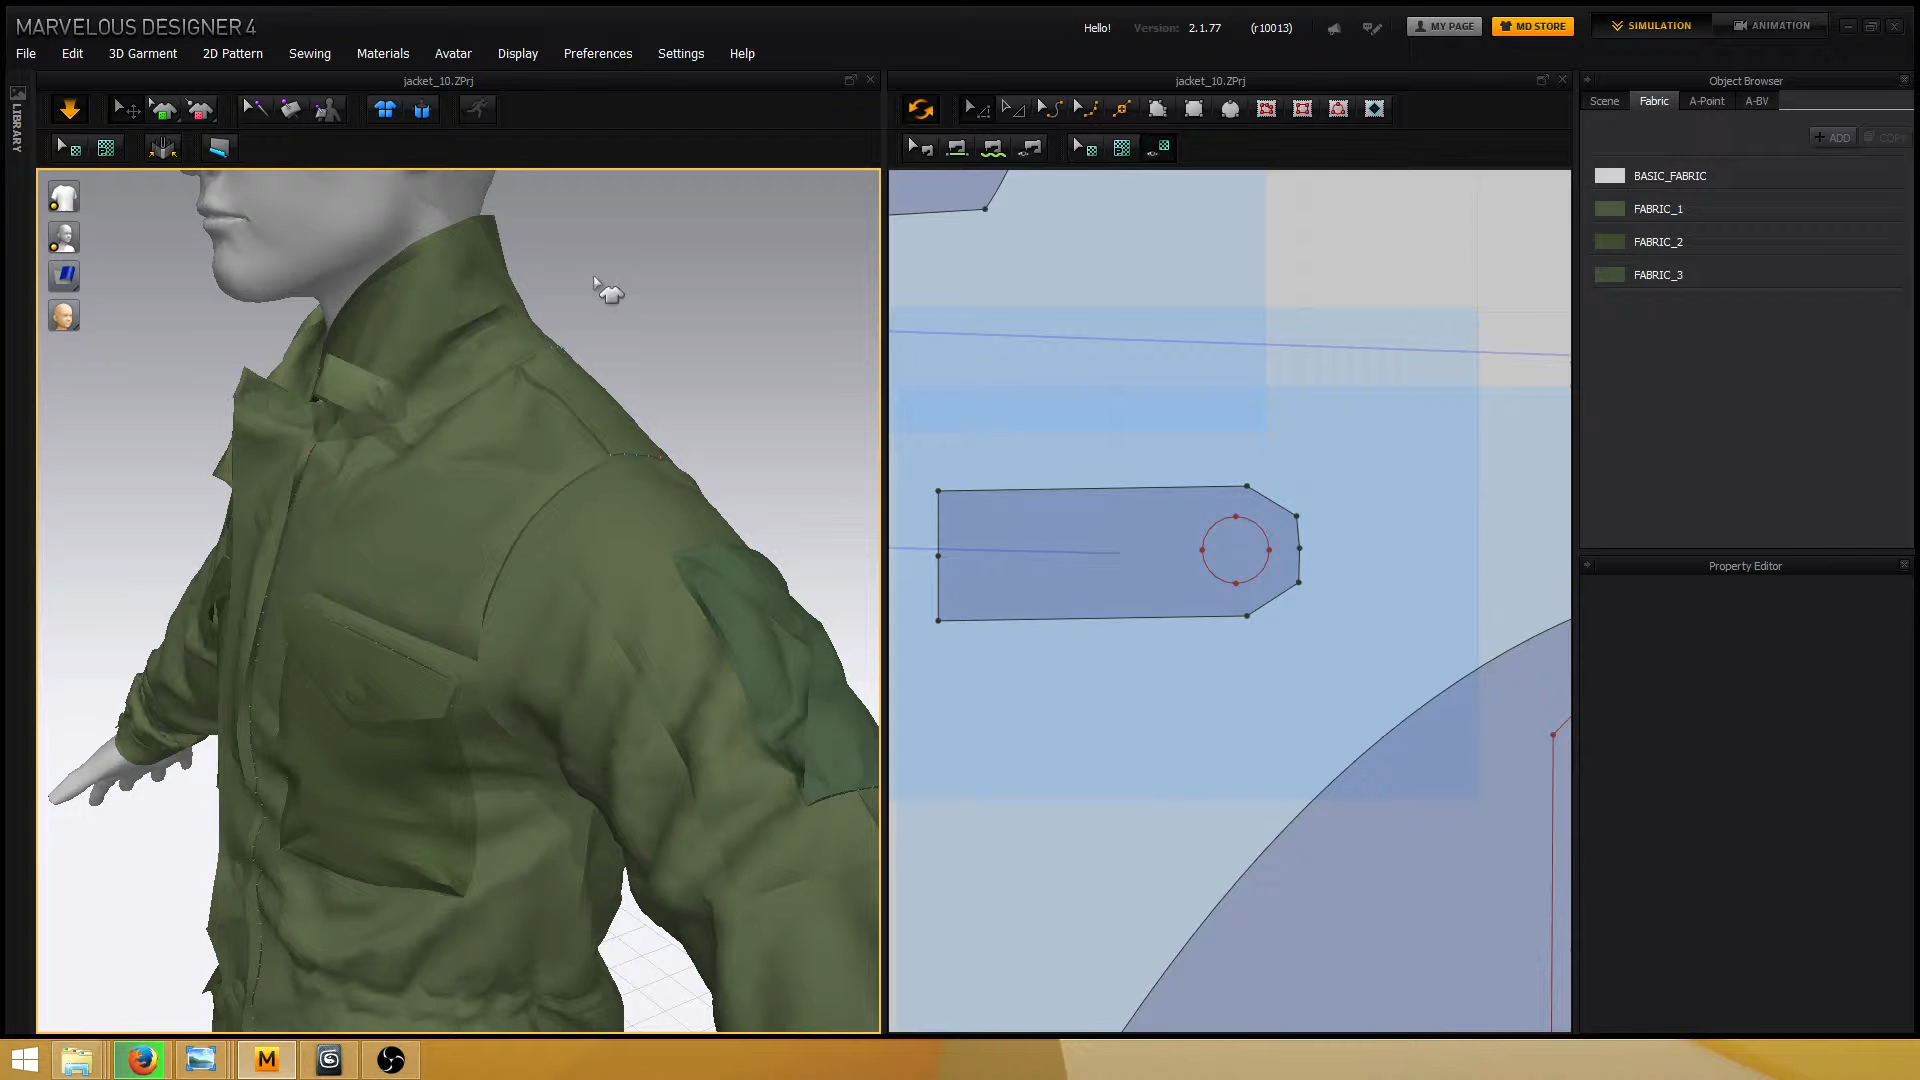 MARVELOUS DESIGNER 4
Hello! Version: 2.1.77 (r10013) MY PAGE MD STORE SIMULATION ANIMATION
File Edit 3D Garment 2D Pattern Sewing Materials Avatar Display Preferences Settings Help
LIBRARY
jacket_10.ZPrj
jacket_10.ZPrj
Object Browser
Scene Fabric A-Point A-BV
+ ADD COPY
BASIC_FABRIC
FABRIC_1
FABRIC_2
FABRIC_3
Property Editor
M